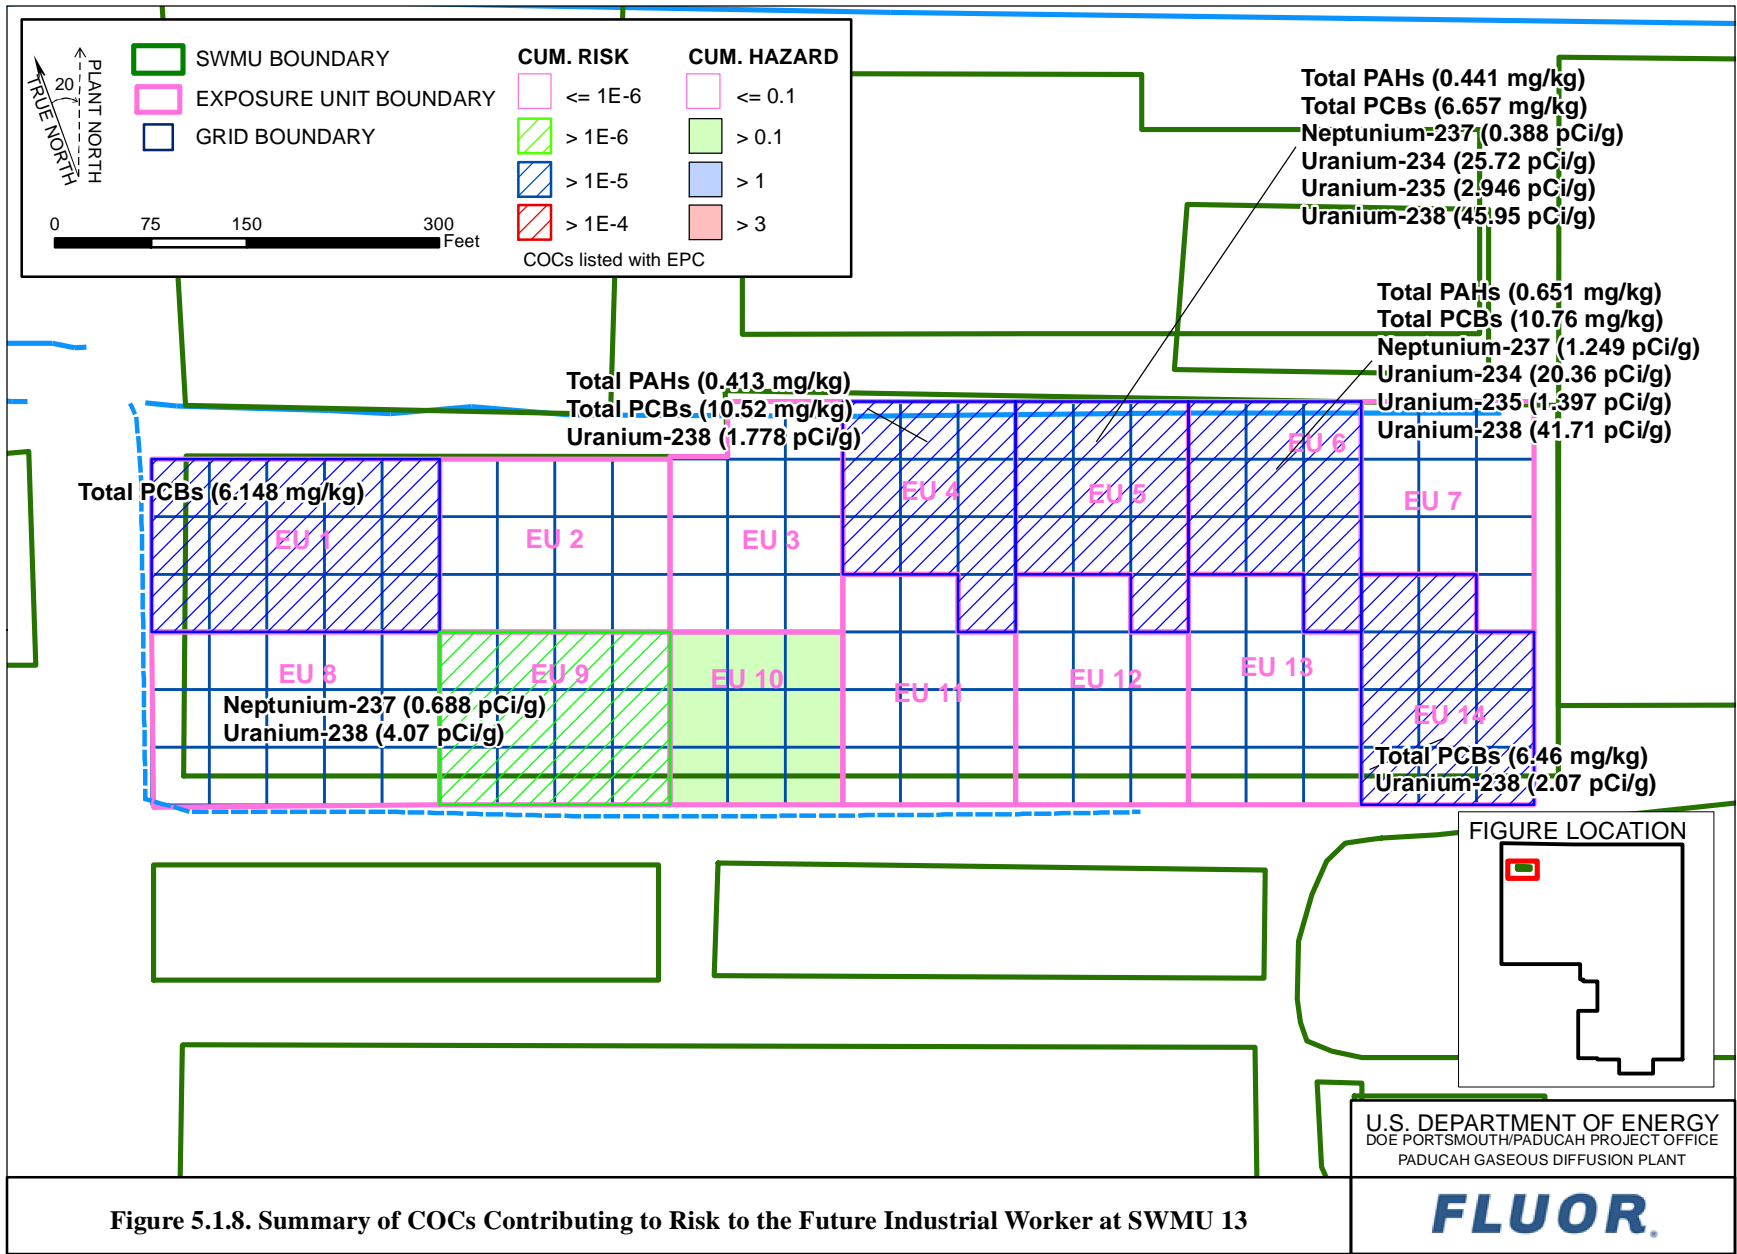 SWMU BOUNDARY
EXPOSURE UNIT BOUNDARY
GRID BOUNDARY
20
TRUE NORTH
PLANT NORTH
0 75 150 300
Feet
CUM. RISK
<= 1E-6
> 1E-6
> 1E-5
> 1E-4
CUM. HAZARD
<= 0.1
> 0.1
> 1
> 3
COCs listed with EPC
Total PAHs (0.441 mg/kg)
Total PCBs (6.657 mg/kg)
Neptunium-237 (0.388 pCi/g)
Uranium-234 (25.72 pCi/g)
Uranium-235 (2.946 pCi/g)
Uranium-238 (45.95 pCi/g)
Total PAHs (0.651 mg/kg)
Total PCBs (10.76 mg/kg)
Neptunium-237 (1.249 pCi/g)
Uranium-234 (20.36 pCi/g)
Uranium-235 (1.397 pCi/g)
Uranium-238 (41.71 pCi/g)
Total PAHs (0.413 mg/kg)
Total PCBs (10.52 mg/kg)
Uranium-238 (1.778 pCi/g)
Total PCBs (6.148 mg/kg)
EU 1
EU 2
EU 3
EU 4
EU 5
EU 6
EU 7
EU 8
EU 9
EU 10
EU 11
EU 12
EU 13
EU 14
Neptunium-237 (0.688 pCi/g)
Uranium-238 (4.07 pCi/g)
Total PCBs (6.46 mg/kg)
Uranium-238 (2.07 pCi/g)
FIGURE LOCATION
U.S. DEPARTMENT OF ENERGY
DOE PORTSMOUTH/PADUCAH PROJECT OFFICE
PADUCAH GASEOUS DIFFUSION PLANT
Figure 5.1.8. Summary of COCs Contributing to Risk to the Future Industrial Worker at SWMU 13
FLUOR®